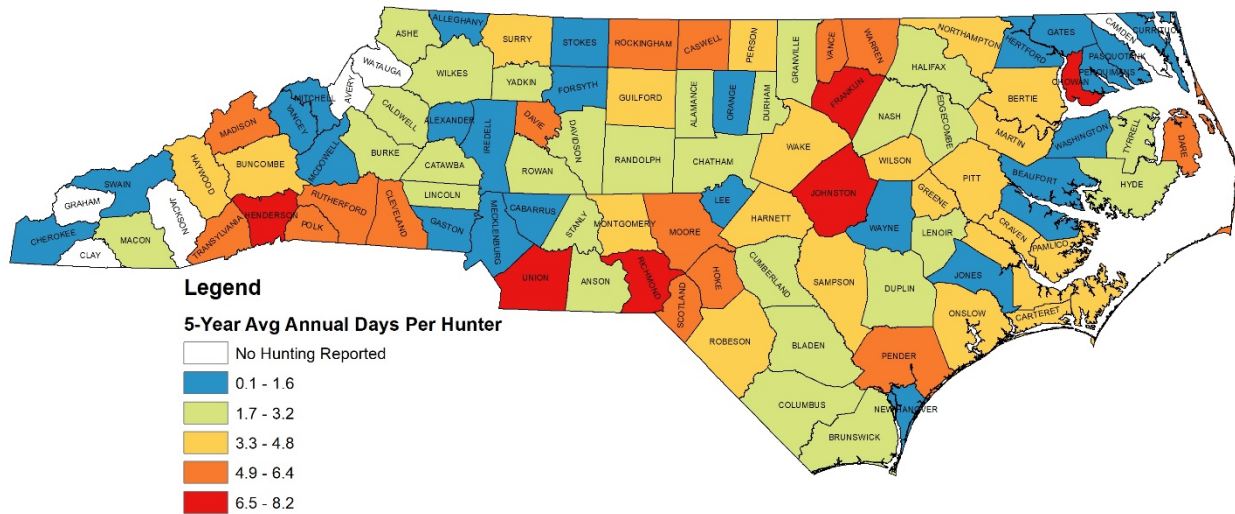 ALLEGHANY
ASHE
SURRY
STOKES
ROCKINGHAM
CASWELL
PERSON
GRANVILLE
VANCE
WARREN
NORTHAMPTON
HERTFORD
GATES
CAMDEN
CURRITUCK
PASQUOTANK
PERQUIMANS
CHOWAN
WATAUGA
WILKES
YADKIN
FORSYTH
GUILFORD
ALAMANCE
ORANGE
DURHAM
FRANKLIN
HALIFAX
BERTIE
AVERY
MITCHELL
YANCEY
CALDWELL
ALEXANDER
IREDELL
DAVIE
DAVIDSON
RANDOLPH
CHATHAM
WAKE
NASH
EDGECOMBE
MARTIN
WASHINGTON
TYRRELL
DARE
MADISON
BUNCOMBE
MCDOWELL
BURKE
CATAWBA
ROWAN
WILSON
PITT
BEAUFORT
HYDE
HAYWOOD
SWAIN
GRAHAM
JACKSON
CHEROKEE
CLAY
MACON
TRANSYLVANIA
HENDERSON
POLK
RUTHERFORD
CLEVELAND
LINCOLN
GASTON
MECKLENBURG
CABARRUS
STANLY
MONTGOMERY
MOORE
LEE
HARNETT
JOHNSTON
WAYNE
GREENE
LENOIR
CRAVEN
PAMLICO
JONES
UNION
ANSON
RICHMOND
SCOTLAND
HOKE
CUMBERLAND
SAMPSON
DUPLIN
ONSLOW
CARTERET
ROBESON
BLADEN
PENDER
COLUMBUS
NEW HANOVER
BRUNSWICK
Legend
5-Year Avg Annual Days Per Hunter
No Hunting Reported
0.1 - 1.6
1.7 - 3.2
3.3 - 4.8
4.9 - 6.4
6.5 - 8.2